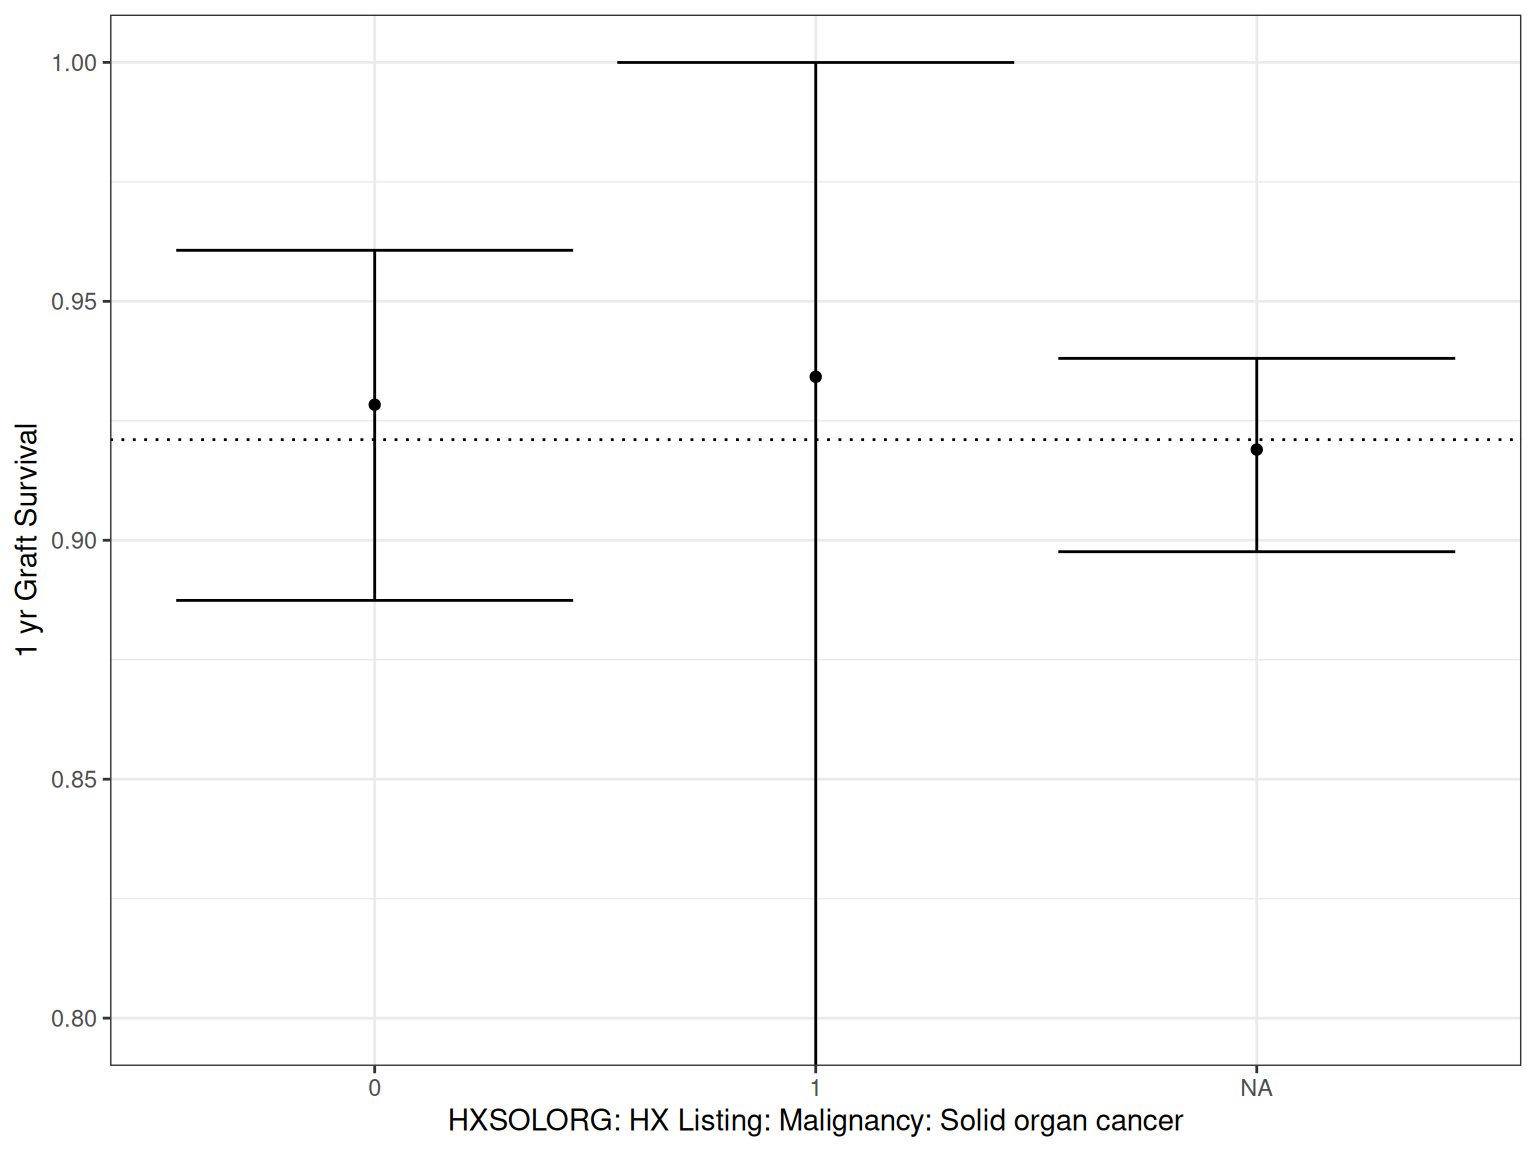 1.00
0.95
0.90
0.85
0.80
1 yr Graft Survival
0
1
NA
HXSOLORG: HX Listing: Malignancy: Solid organ cancer